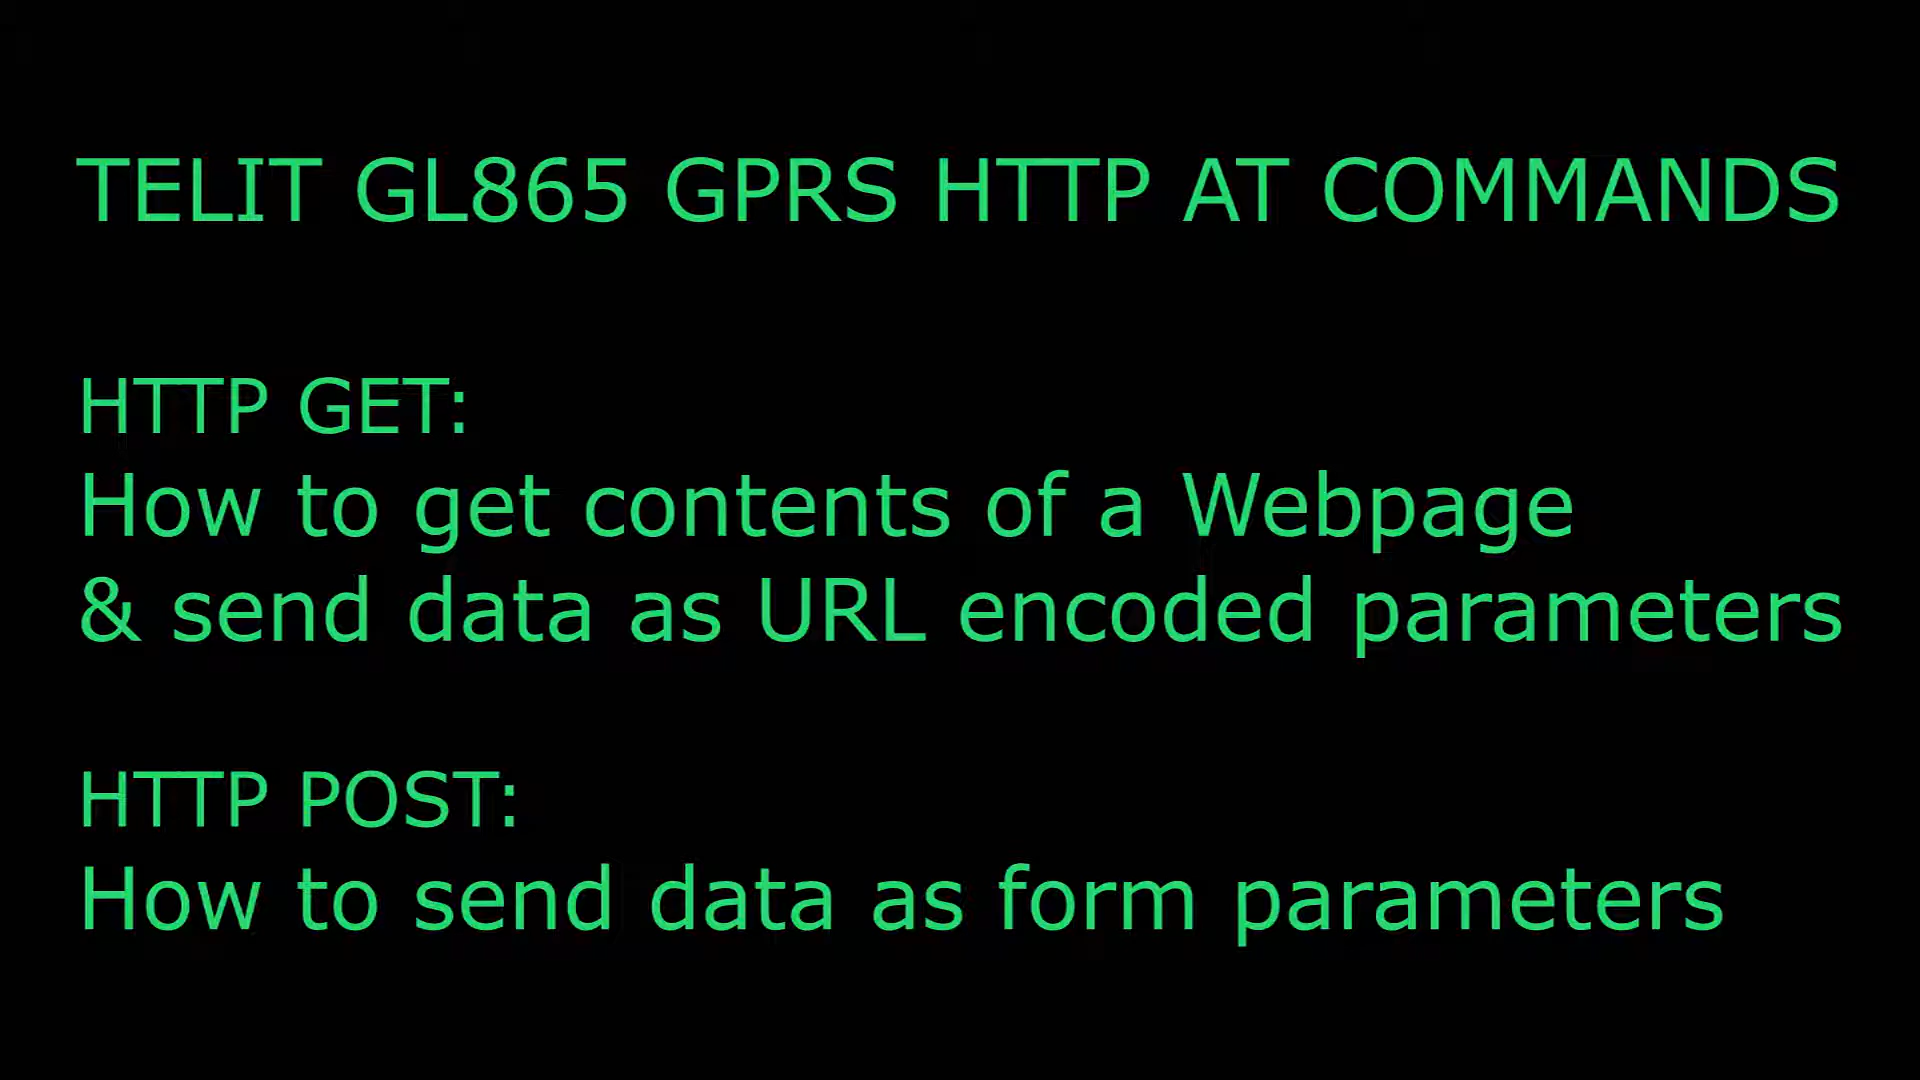 TELIT GL865 GPRS HTTP AT COMMANDS
HTTP GET:
How to get contents of a Webpage
& send data as URL encoded parameters
HTTP POST:
How to send data as form parameters